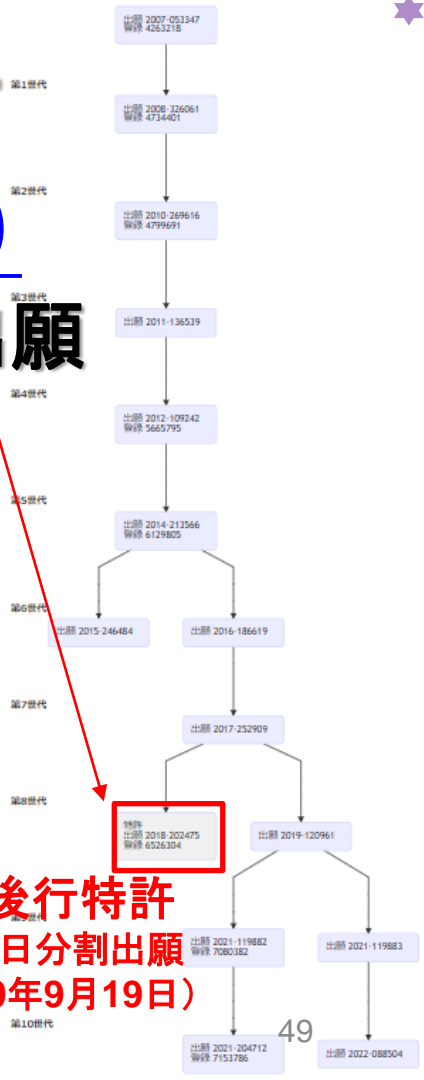 出願 2007-053347
登録 4263218
第1世代
出願 2008-326061
登録 4734401
第2世代
出願 2010-269616
登録 4799691
)
第3世代
出願 2011-136539
願
第4世代
出願 2012-109242
登録 5665795
第5世代
出願 2014-213566
登録 6129805
第6世代
出願 2015-246484
出願 2016-186619
第7世代
出願 2017-252909
第8世代
特許
出願 2018-202475
登録 6526304
出願 2019-120961
後行特許
第9世代
日分割出願
出願 2021-119882
登録 7080382
出願 2021-119883
9年9月19日）
第10世代
49
出願 2021-204712
登録 7153786
出願 2022-088504